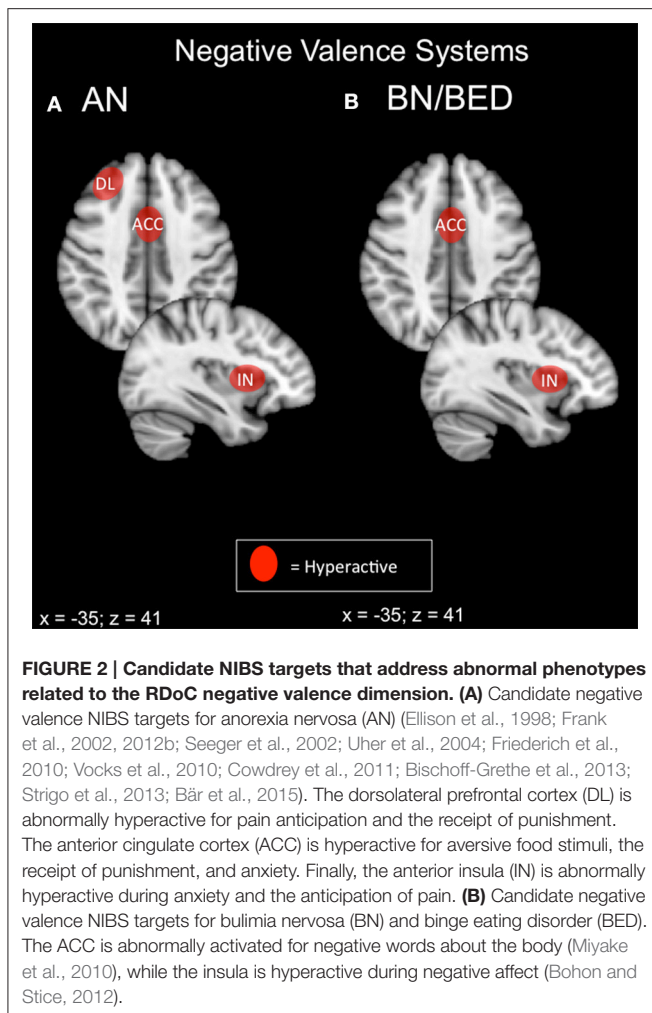 Negative Valence Systems
A AN
B BN/BED
DL
ACC
ACC
IN
IN
= Hyperactive
x = -35; z = 41
x = -35; z = 41
FIGURE 2 | Candidate NIBS targets that address abnormal phenotypes
related to the RDoC negative valence dimension. (A) Candidate negative
valence NIBS targets for anorexia nervosa (AN) (Ellison et al., 1998; Frank
et al., 2002, 2012b; Seeger et al., 2002; Uher et al., 2004; Friederich et al.,
2010; Vocks et al., 2010; Cowdrey et al., 2011; Bischoff-Grethe et al., 2013;
Strigo et al., 2013; Bär et al., 2015). The dorsolateral prefrontal cortex (DL) is
abnormally hyperactive for pain anticipation and the receipt of punishment.
The anterior cingulate cortex (ACC) is hyperactive for aversive food stimuli, the
receipt of punishment, and anxiety. Finally, the anterior insula (IN) is abnormally
hyperactive during anxiety and the anticipation of pain. (B) Candidate negative
valence NIBS targets for bulimia nervosa (BN) and binge eating disorder (BED).
The ACC is abnormally activated for negative words about the body (Miyake
et al., 2010), while the insula is hyperactive during negative affect (Bohon and
Stice, 2012).